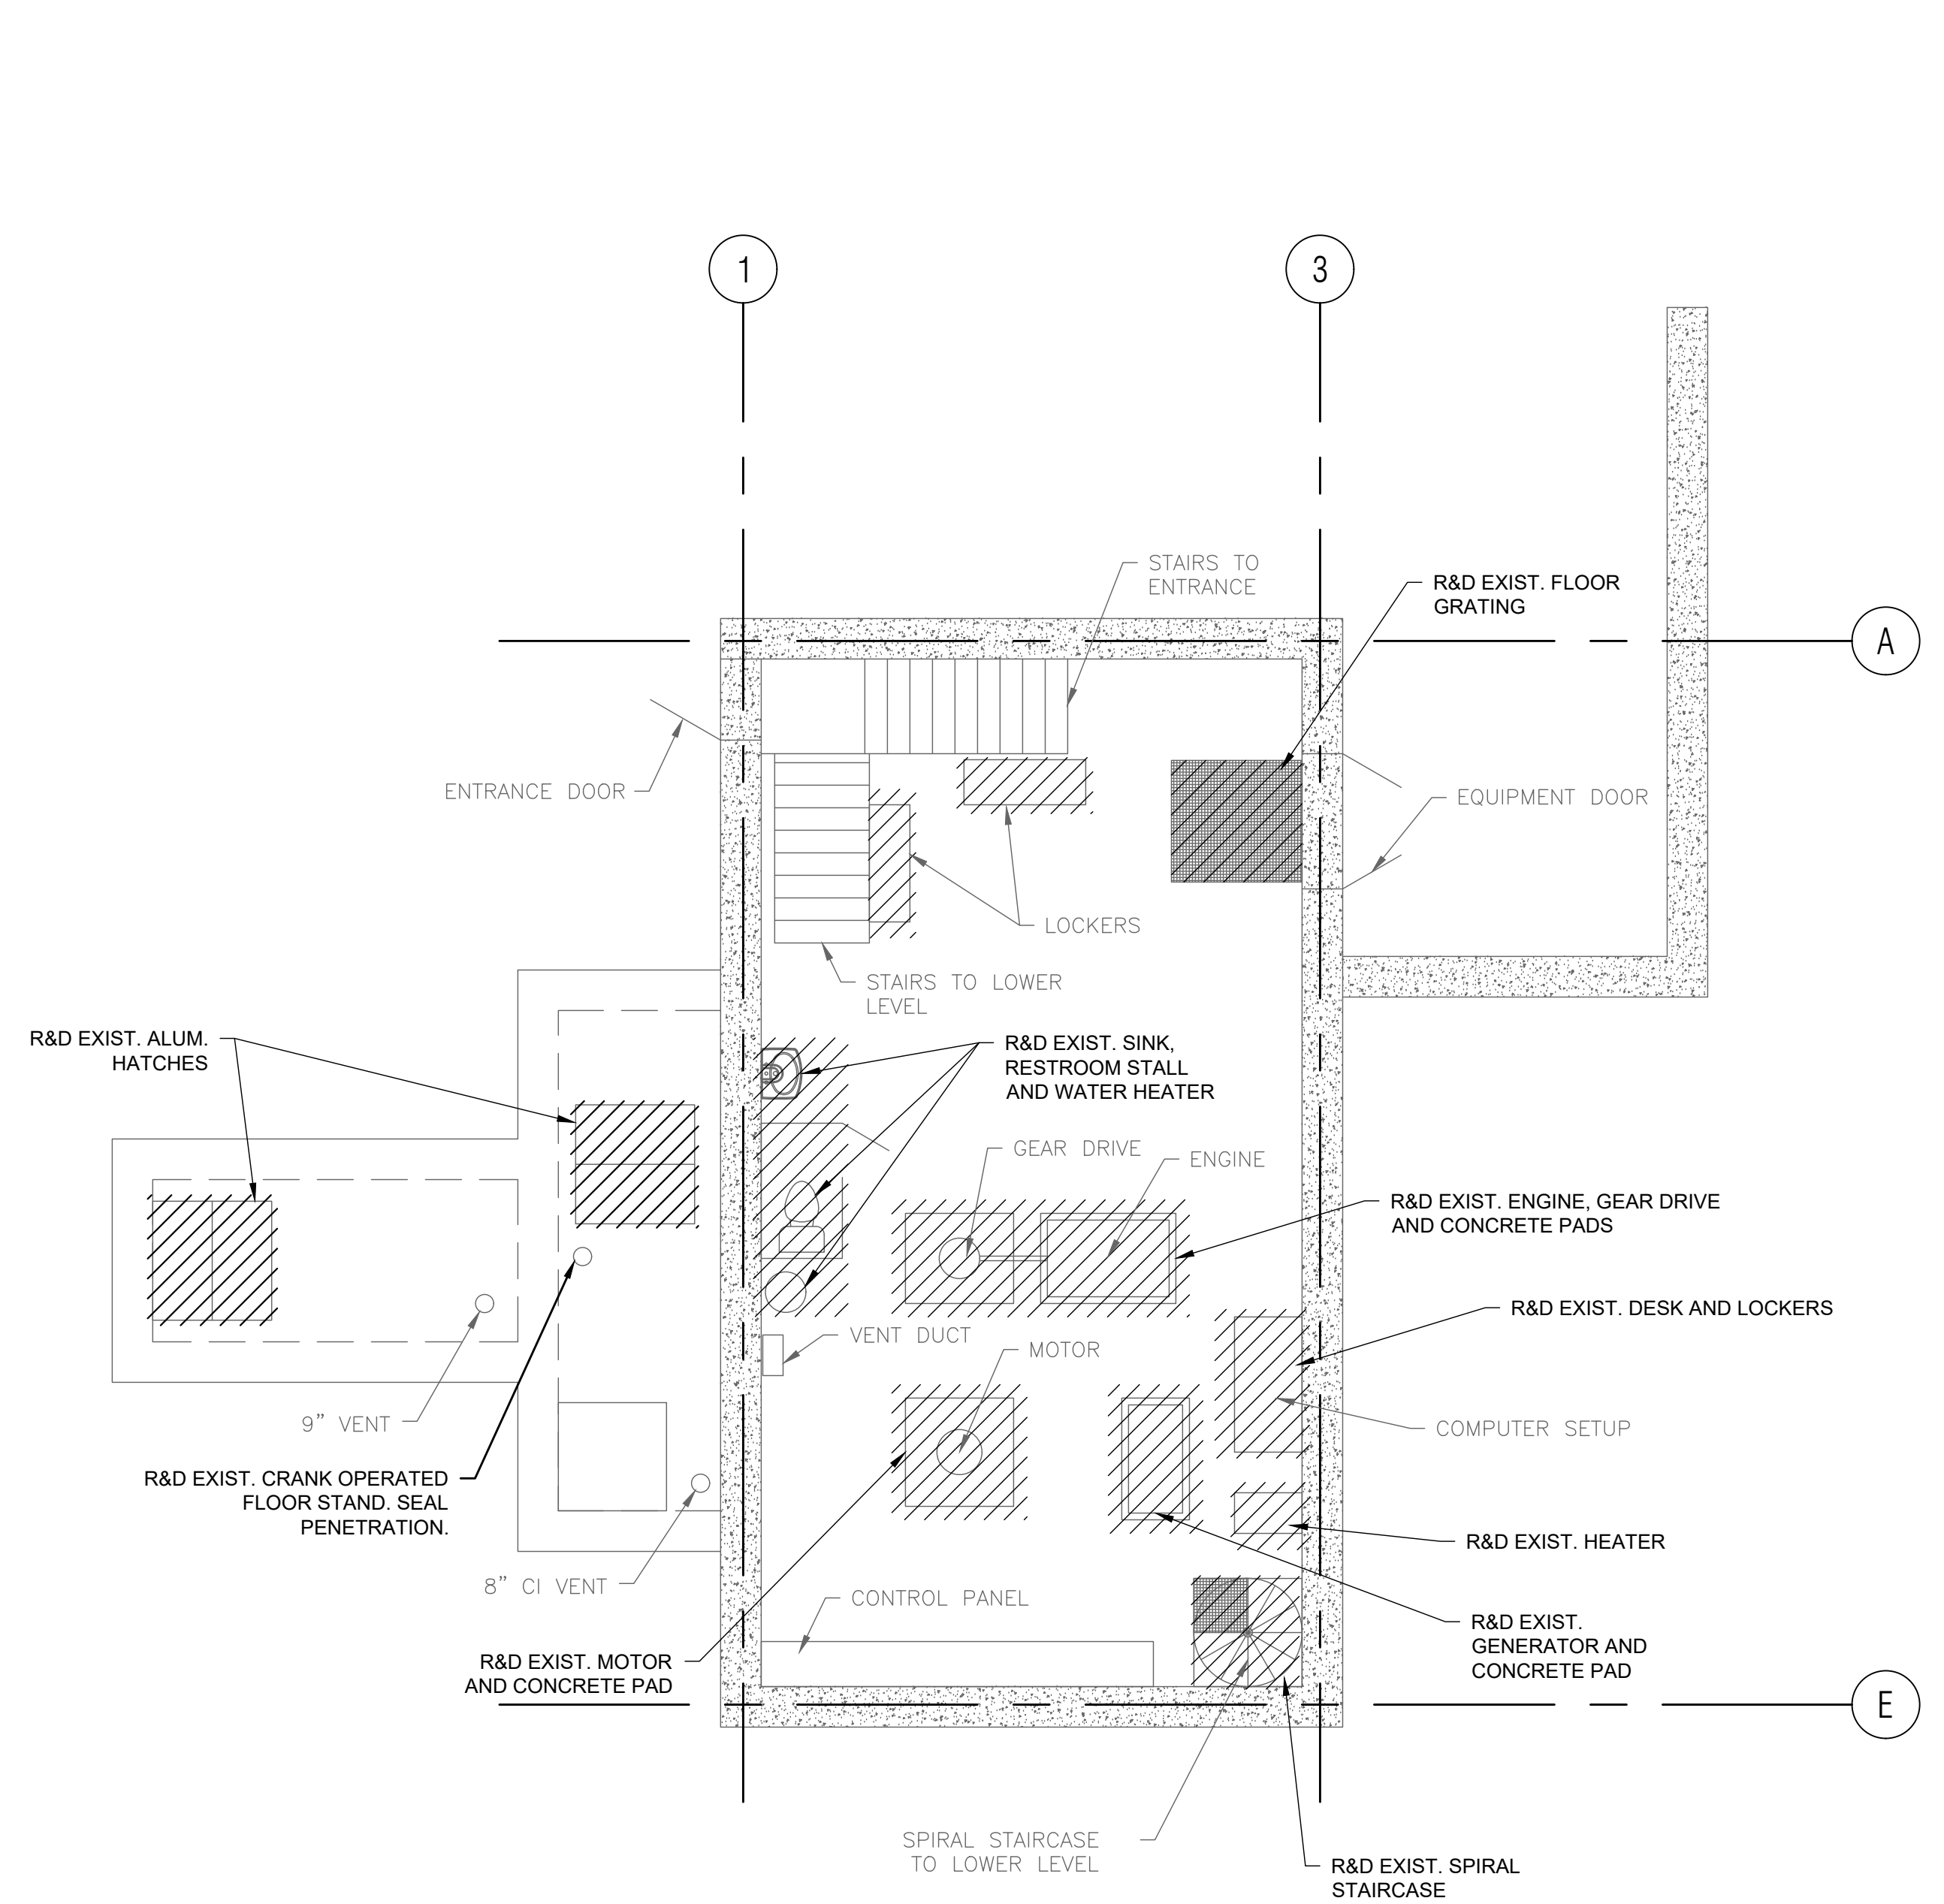 1
3
STAIRS TO
ENTRANCE
R&D EXIST. FLOOR
GRATING
A
ENTRANCE DOOR
EQUIPMENT DOOR
LOCKERS
STAIRS TO LOWER
LEVEL
R&D EXIST. ALUM.
HATCHES
R&D EXIST. SINK,
RESTROOM STALL
AND WATER HEATER
GEAR DRIVE
ENGINE
R&D EXIST. ENGINE, GEAR DRIVE
AND CONCRETE PADS
R&D EXIST. DESK AND LOCKERS
VENT DUCT
MOTOR
9" VENT
COMPUTER SETUP
R&D EXIST. CRANK OPERATED
FLOOR STAND. SEAL
PENETRATION.
R&D EXIST. HEATER
8" CI VENT
CONTROL PANEL
R&D EXIST.
GENERATOR AND
CONCRETE PAD
R&D EXIST. MOTOR
AND CONCRETE PAD
E
SPIRAL STAIRCASE
TO LOWER LEVEL
R&D EXIST. SPIRAL
STAIRCASE